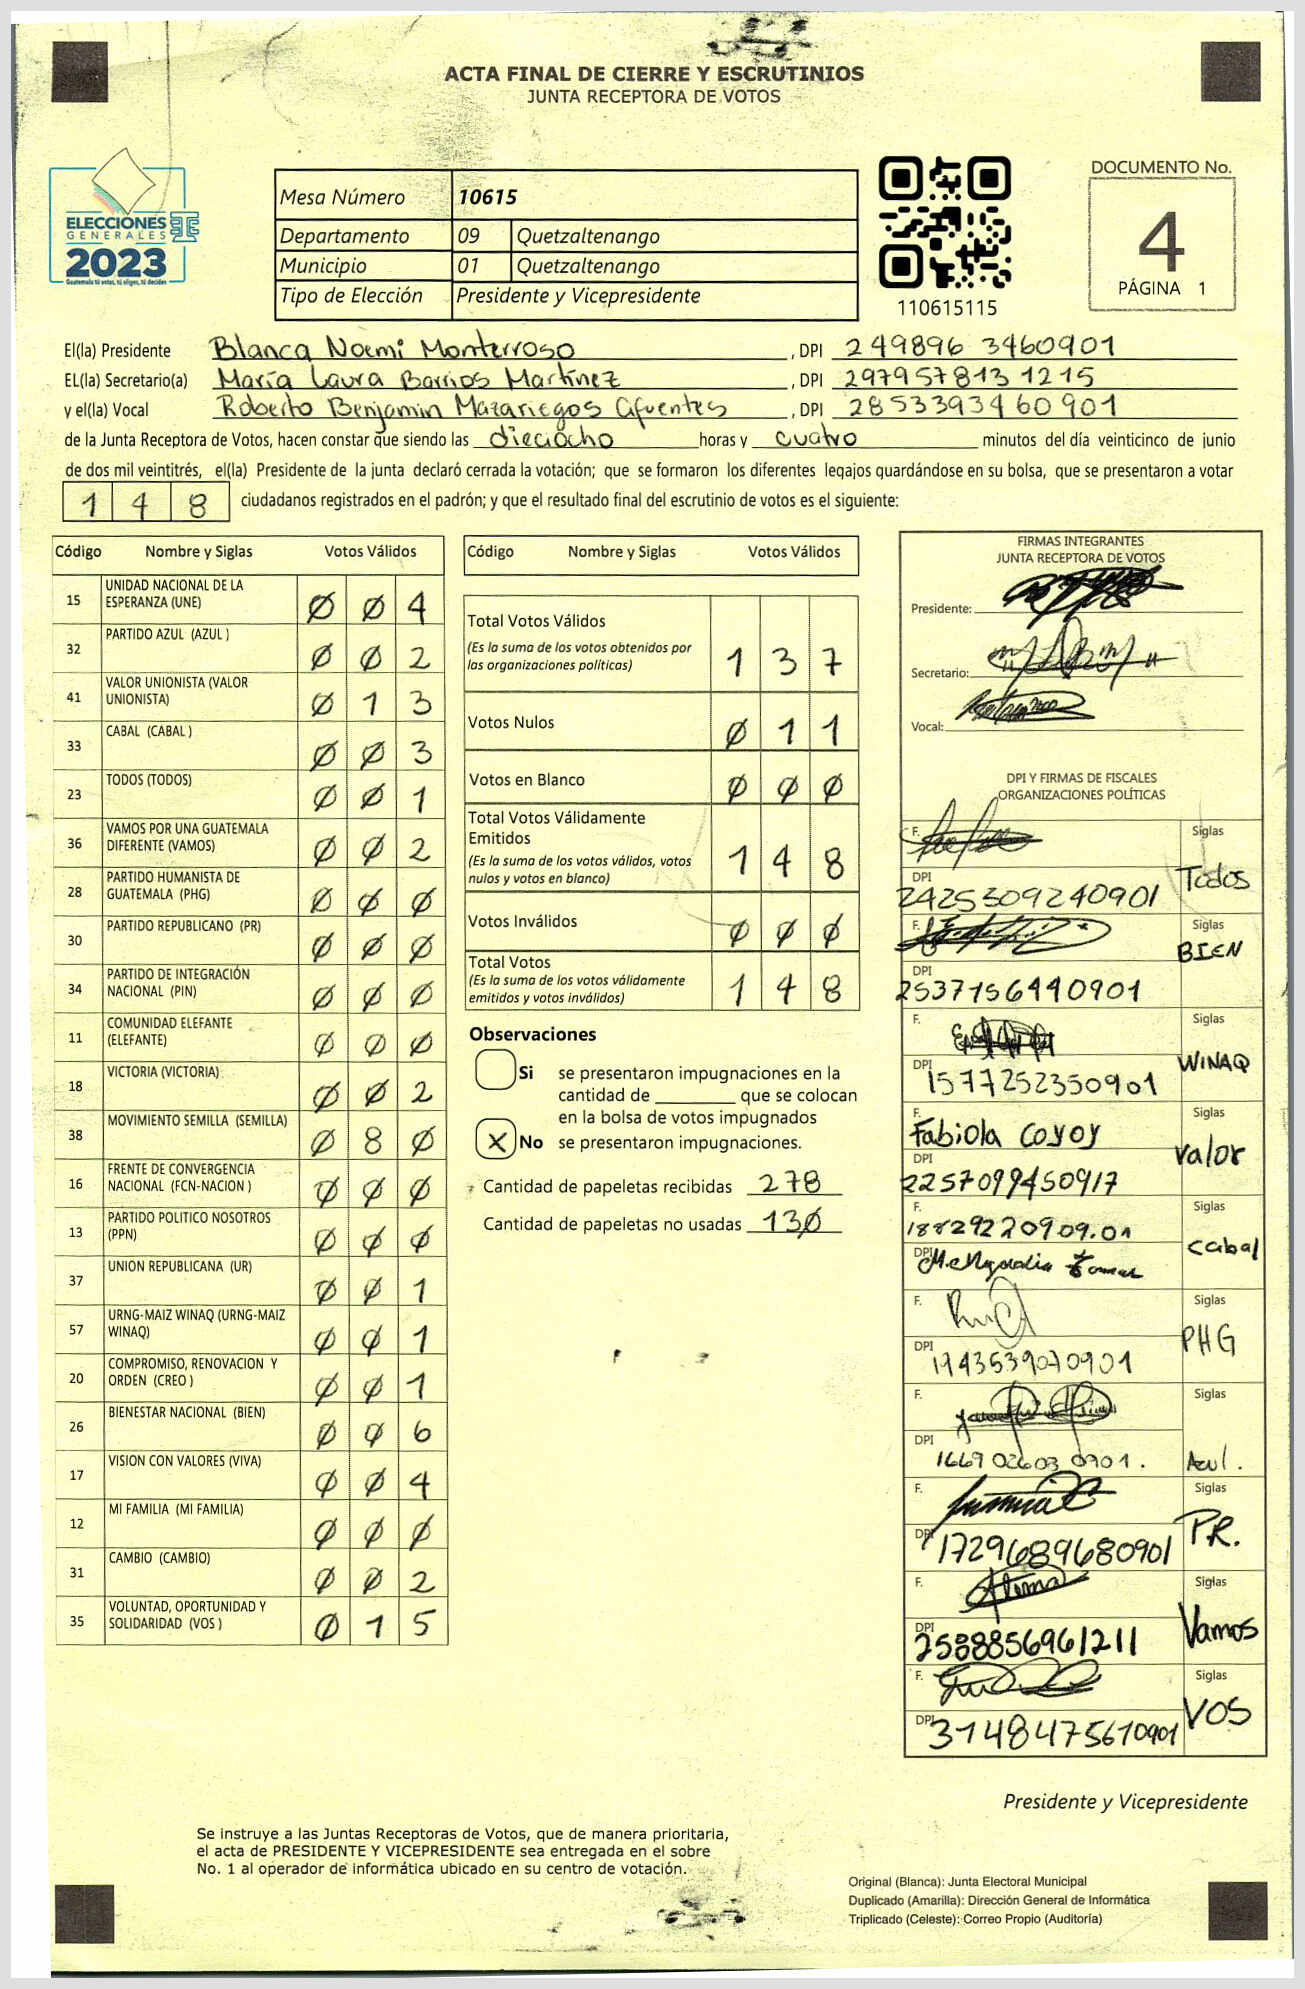 ACTA FINAL DE CIERRE Y ESCRUTINIOS
JUNTA RECEPTORA DE VOTOS
ELECCIONES
GENERALES
2023
Guatemala tú votas, tú eliges, tú decides
Mesa Número 10615
Departamento 09 Quetzaltenango
Municipio 01 Quetzaltenango
Tipo de Elección Presidente y Vicepresidente
110615115
DOCUMENTO No.
4
PÁGINA 1
El(la) Presidente Blanca Noemi Monterroso , DPI 249896 3460901
EL(la) Secretario(a) María Laura Barrios Martínez , DPI 297957813 1215
y el(la) Vocal Roberto Benjamin Mazariegos Cifuentes , DPI 2853393460901
de la Junta Receptora de Votos, hacen constar que siendo las dieciocho horas y cuatro minutos del día veinticinco de junio
de dos mil veintitrés, el(la) Presidente de la junta declaró cerrada la votación; que se formaron los diferentes legajos quardándose en su bolsa, que se presentaron a votar
1 4 8 ciudadanos registrados en el padrón; y que el resultado final del escrutinio de votos es el siguiente:
Código Nombre y Siglas Votos Válidos
15 UNIDAD NACIONAL DE LA ESPERANZA (UNE) Ø Ø 4
32 PARTIDO AZUL (AZUL ) Ø Ø 2
41 VALOR UNIONISTA (VALOR UNIONISTA) Ø 1 3
33 CABAL (CABAL ) Ø Ø 3
23 TODOS (TODOS) Ø Ø 1
36 VAMOS POR UNA GUATEMALA DIFERENTE (VAMOS) Ø Ø 2
28 PARTIDO HUMANISTA DE GUATEMALA (PHG) Ø Ø Ø
30 PARTIDO REPUBLICANO (PR) Ø Ø Ø
34 PARTIDO DE INTEGRACIÓN NACIONAL (PIN) Ø Ø Ø
11 COMUNIDAD ELEFANTE (ELEFANTE) Ø Ø Ø
18 VICTORIA (VICTORIA) Ø Ø 2
38 MOVIMIENTO SEMILLA (SEMILLA) Ø 8 Ø
16 FRENTE DE CONVERGENCIA NACIONAL (FCN-NACION ) Ø Ø Ø
13 PARTIDO POLITICO NOSOTROS (PPN) Ø Ø Ø
37 UNION REPUBLICANA (UR) Ø Ø 1
57 URNG-MAIZ WINAQ (URNG-MAIZ WINAQ) Ø Ø 1
20 COMPROMISO, RENOVACION Y ORDEN (CREO ) Ø Ø 1
26 BIENESTAR NACIONAL (BIEN) Ø Ø 6
17 VISION CON VALORES (VIVA) Ø Ø 4
12 MI FAMILIA (MI FAMILIA) Ø Ø Ø
31 CAMBIO (CAMBIO) Ø Ø 2
35 VOLUNTAD, OPORTUNIDAD Y SOLIDARIDAD (VOS ) Ø 1 5
Código Nombre y Siglas Votos Válidos
Total Votos Válidos
(Es la suma de los votos obtenidos por
las organizaciones políticas) 1 3 7
Votos Nulos Ø 1 1
Votos en Blanco Ø Ø Ø
Total Votos Válidamente
Emitidos
(Es la suma de los votos válidos, votos
nulos y votos en blanco) 1 4 8
Votos Inválidos Ø Ø Ø
Total Votos
(Es la suma de los votos válidamente
emitidos y votos inválidos) 1 4 8
Observaciones
Si se presentaron impugnaciones en la
cantidad de ________ que se colocan
en la bolsa de votos impugnados
X No se presentaron impugnaciones.
Cantidad de papeletas recibidas 278
Cantidad de papeletas no usadas 13Ø
FIRMAS INTEGRANTES
JUNTA RECEPTORA DE VOTOS
Presidente:
Secretario:
Vocal:
DPI Y FIRMAS DE FISCALES
ORGANIZACIONES POLÍTICAS
F. Siglas
DPI Todos
2425309240901
F. Siglas
DPI BIEN
2537156440901
F. Siglas
DPI 1577252350901 WINAQ
F. Siglas
Fabiola Coyoy
DPI Valor
2257099450917
F. Siglas
1882922090901 Cabal
DPI
F. Siglas
DPI PHG
1943539070901
F. Siglas
DPI
1669026030901. Azul.
F. Siglas
DPI 1729689680901 P.R.
F. Siglas
DPI Vamos
2588856961211
F. Siglas
DPI 3148475610901 VOS
Presidente y Vicepresidente
Se instruye a las Juntas Receptoras de Votos, que de manera prioritaria,
el acta de PRESIDENTE Y VICEPRESIDENTE sea entregada en el sobre
No. 1 al operador de informática ubicado en su centro de votación.
Original (Blanca): Junta Electoral Municipal
Duplicado (Amarilla): Dirección General de Informática
Triplicado (Celeste): Correo Propio (Auditoría)